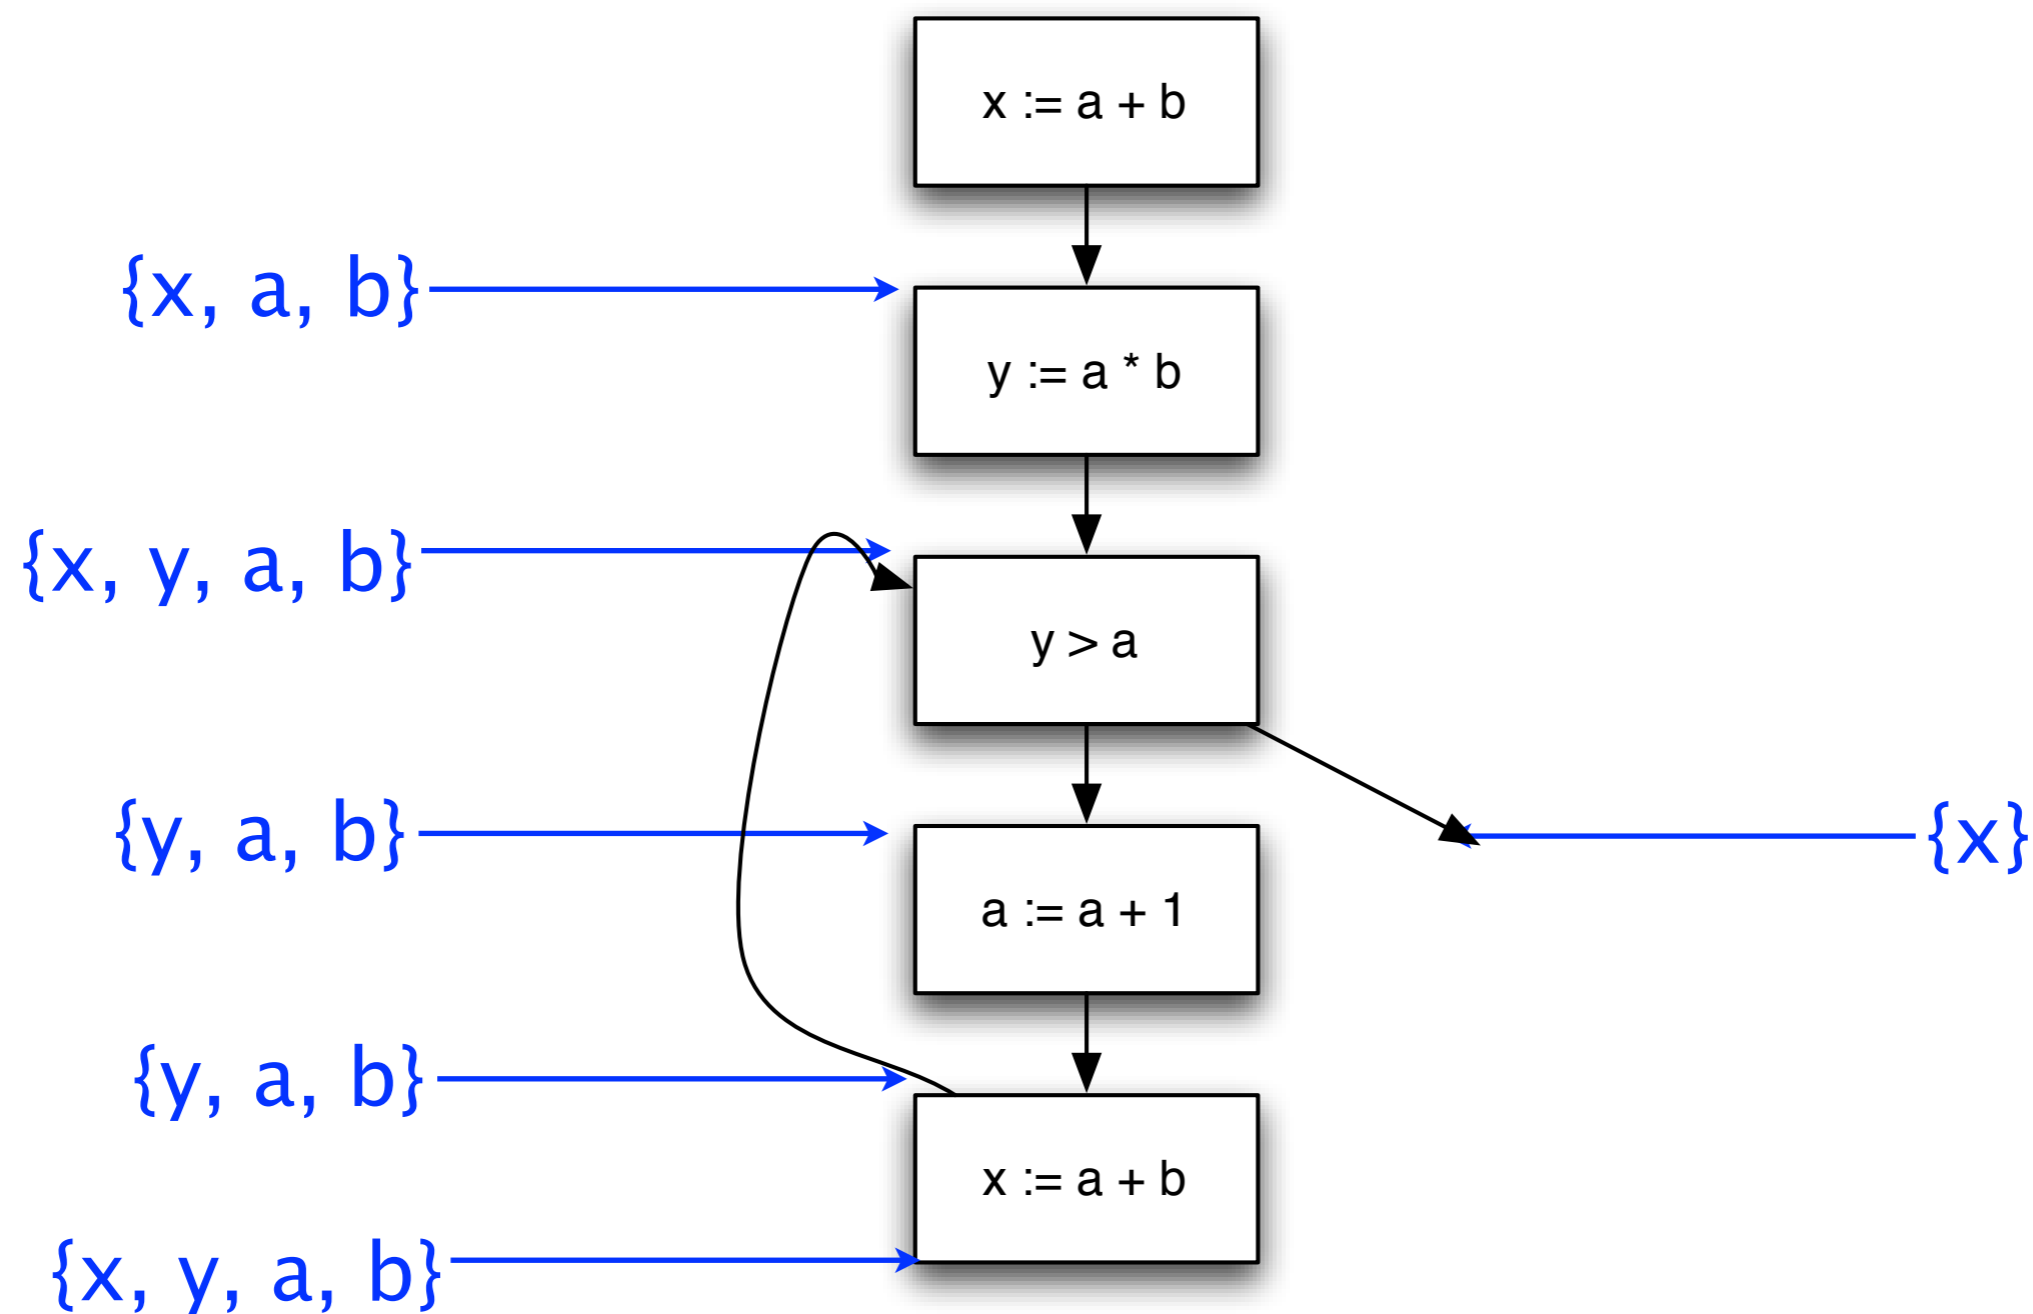 x := a + b
{x, a, b}
y := a * b
{x, y, a, b}
y > a
{y, a, b}
{x}
a := a + 1
{y, a, b}
x := a + b
{x, y, a, b}